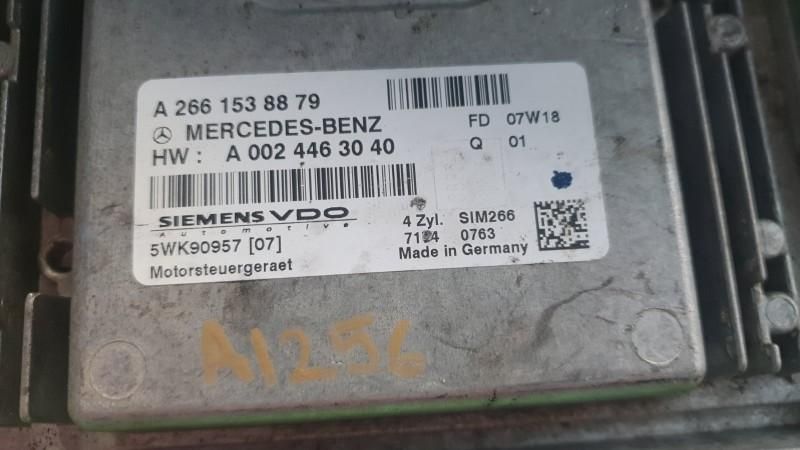 A 266 153 88 79
MERCEDES-BENZ
FD 07W18
HW : A 002 446 30 40
Q 01
SIEMENS VDO
Automotive
4 Zyl. SIM266
5WK90957 [07]
0763
Made in Germany
Motorsteuergeraet
A1256